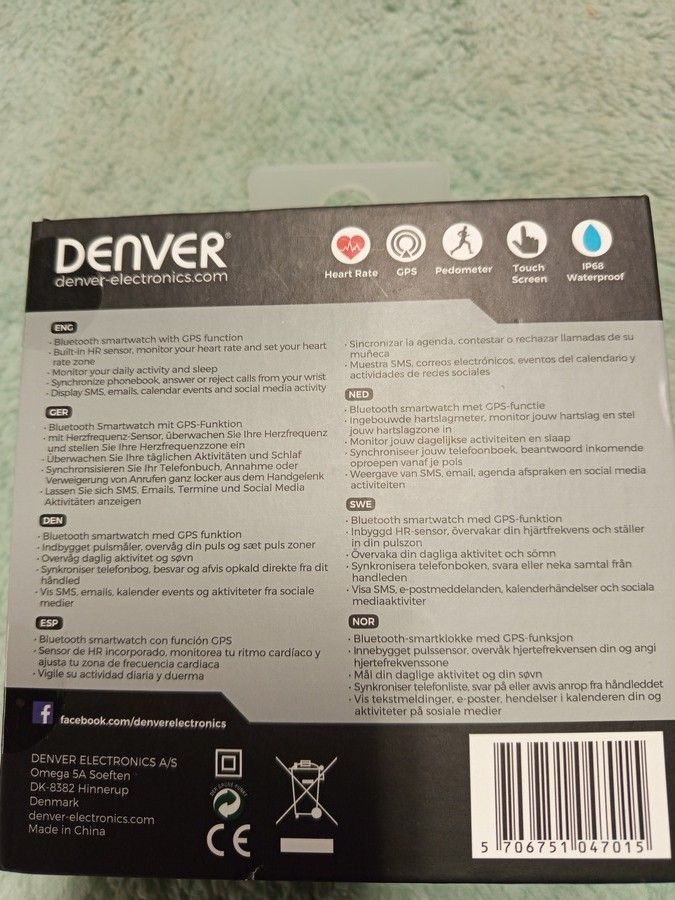 DENVER®
denver-electronics.com
Heart Rate
GPS
Pedometer
Touch
Screen
IP68
Waterproof
ENG
· Bluetooth smartwatch with GPS function
· Built-in HR sensor, monitor your heart rate and set your heart
rate zone
· Monitor your daily activity and sleep
· Synchronize phonebook, answer or reject calls from your wrist
· Display SMS, emails, calendar events and social media activity
GER
· Bluetooth Smartwatch mit GPS-Funktion
· mit Herzfrequenz-Sensor, überwachen Sie Ihre Herzfrequenz
und stellen Sie Ihre Herzfrequenzzone ein
· Überwachen Sie Ihre täglichen Aktivitäten und Schlaf
· Synchronsisieren Sie Ihr Telefonbuch, Annahme oder
Verweigerung von Anrufen ganz locker aus dem Handgelenk
· Lassen Sie sich SMS, Emails, Termine und Social Media
Aktivitäten anzeigen
DEN
· Bluetooth smartwatch med GPS funktion
· Indbygget pulsmåler, overvåg din puls og sæt puls zoner
· Overvåg daglig aktivitet og søvn
· Synkroniser telefonbog, besvar og afvis opkald direkte fra dit
håndled
· Vis SMS, emails, kalender events og aktiviteter fra sociale
medier
ESP
· Bluetooth smartwatch con función GPS
· Sensor de HR incorporado, monitorea tu ritmo cardíaco y
ajusta tu zona de frecuencia cardiaca
· Vigile su actividad diaria y duerma
· Sincronizar la agenda, contestar o rechazar llamadas de su
muñeca
· Muestra SMS, correos electrónicos, eventos del calendario y
actividades de redes sociales
NED
· Bluetooth smartwatch met GPS-functie
· Ingebouwde hartslagmeter, monitor jouw hartslag en stel
jouw hartslagzone in
· Monitor jouw dagelijkse activiteiten en slaap
· Synchroniseer jouw telefoonboek, beantwoord inkomende
oproepen vanaf je pols
· Weergave van SMS, email, agenda afspraken en social media
activiteiten
SWE
· Bluetooth smartwatch med GPS-funktion
· Inbyggd HR-sensor, övervakar din hjärtfrekvens och ställer
in din pulszon
· Övervaka din dagliga aktivitet och sömn
· Synkronisera telefonboken, svara eller neka samtal från
handleden
· Visa SMS, e-postmeddelanden, kalenderhändelser och sociala
mediaaktiviter
NOR
· Bluetooth-smartklokke med GPS-funksjon
· Innebygget pulssensor, overvåk hjertefrekvensen din og angi
hjertefrekvenssone
· Mål din daglige aktivitet og din søvn
· Synkroniser telefonliste, svar på eller avvis anrop fra håndleddet
· Vis tekstmeldinger, e-poster, hendelser i kalenderen din og
aktiviteter på sosiale medier
f facebook.com/denverelectronics
DENVER ELECTRONICS A/S
Omega 5A Soeften
DK-8382 Hinnerup
Denmark
denver-electronics.com
Made in China
DER GRÜNE PUNKT
CE
5 706751 047015